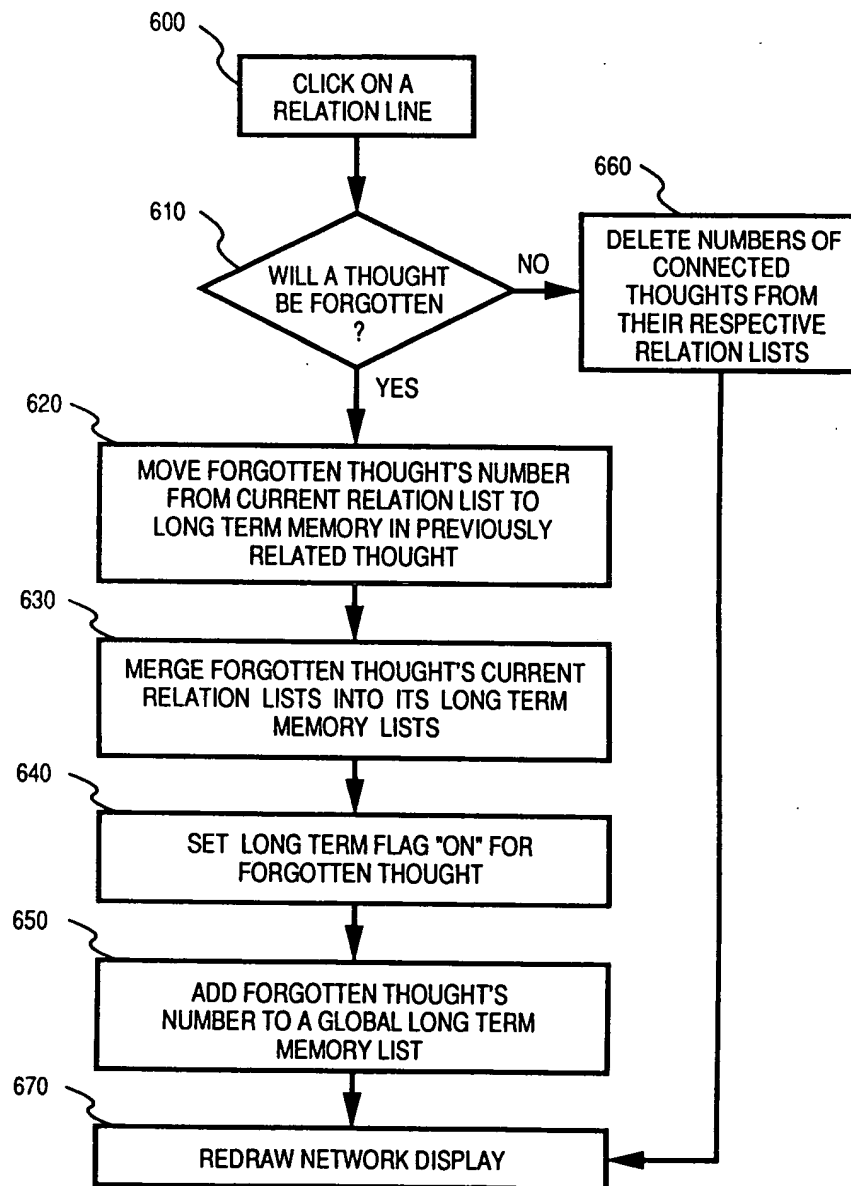 600
CLICK ON A
RELATION LINE
610
WILL A THOUGHT
BE FORGOTTEN
?
NO
YES
660
DELETE NUMBERS OF
CONNECTED
THOUGHTS FROM
THEIR RESPECTIVE
RELATION LISTS
620
MOVE FORGOTTEN THOUGHT'S NUMBER
FROM CURRENT RELATION LIST TO
LONG TERM MEMORY IN PREVIOUSLY
RELATED THOUGHT
630
MERGE FORGOTTEN THOUGHT'S CURRENT
RELATION LISTS INTO ITS LONG TERM
MEMORY LISTS
640
SET LONG TERM FLAG "ON" FOR
FORGOTTEN THOUGHT
650
ADD FORGOTTEN THOUGHT'S
NUMBER TO A GLOBAL LONG TERM
MEMORY LIST
670
REDRAW NETWORK DISPLAY